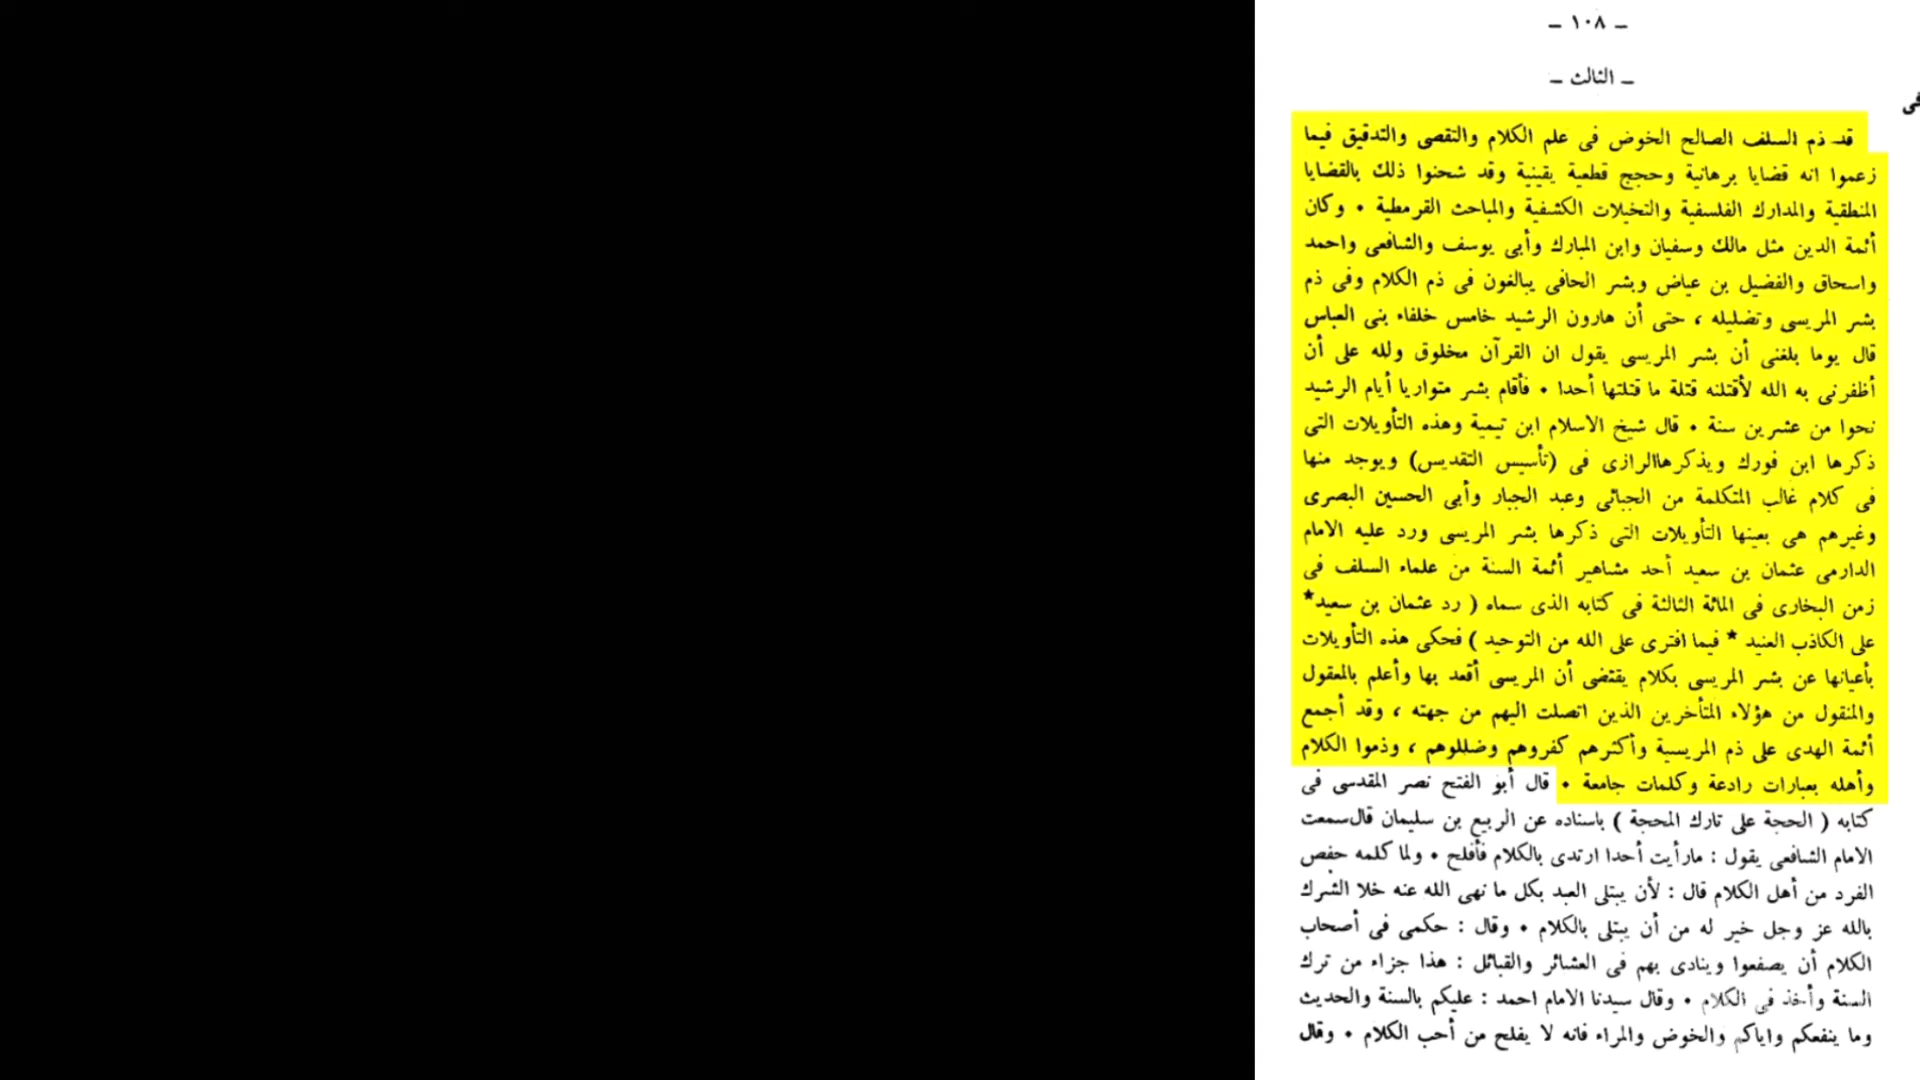 ـ ١٠٨ ـ
ـ الثالث ـ
فى
قد ذم السلف الصالح الخوض فى علم الكلام والتقصى والتدقيق فيما
زعموا انه قضايا برهانية وحجج قطعية يقينية وقد شحنوا ذلك بالقضايا
المنطقية والمدارك الفلسفية والتخيلات الكشفية والمباحث القرمطية • وكان
أئمة الدين مثل مالك وسفيان وابن المبارك وأبى يوسف والشافعى واحمد
واسحاق والفضيل بن عياض وبشر الحافى يبالغون فى ذم الكلام وفى ذم
بشر المريسى وتضليله ، حتى أن هارون الرشيد خامس خلفاء بنى العباس
قال يوما بلغنى أن بشر المريسى يقول ان القرآن مخلوق ولله على أن
أظفرنى به الله لأقتلنه قتلة ما قتلتها أحدا • فأقام بشر متواريا أيام الرشيد
نحوا من عشرين سنة • قال شيخ الاسلام ابن تيمية وهذه التأويلات التى
ذكرها ابن فورك ويذكرهاالرازى فى (تأسيس التقديس) ويوجد منها
فى كلام غالب المتكلمة من الجبائى وعبد الجبار وأبى الحسين البصرى
وغيرهم هى بعينها التأويلات التى ذكرها بشر المريسى ورد عليه الامام
الدارمى عثمان بن سعيد أحد مشاهير أئمة السنة من علماء السلف فى
زمن البخارى فى المائة الثالثة فى كتابه الذى سماه ( رد عثمان بن سعيد*
على الكاذب العنيد * فيما افترى على الله من التوحيد ) فحكى هذه التأويلات
بأعيانها عن بشر المريسى بكلام يقتضى أن المريسى أقعد بها وأعلم بالمعقول
والمنقول من هؤلاء المتأخرين الذين اتصلت اليهم من جهته ، وقد أجمع
أئمة الهدى على ذم المريسية وأكثرهم كفروهم وضللوهم ، وذموا الكلام
وأهله بعبارات رادعة وكلمات جامعة • قال أبو الفتح نصر المقدسى فى
كتابه ( الحجة على تارك المحجة ) باسناده عن الربيع بن سليمان قال‌سمعت
الامام الشافعى يقول : مارأيت أحدا ارتدى بالكلام فأفلح • ولما كلمه حفص
الفرد من أهل الكلام قال : لأن يبتلى العبد بكل ما نهى الله عنه خلا الشرك
بالله عز وجل خير له من أن يبتلى بالكلام • وقال : حكمى فى أصحاب
الكلام أن يصفعوا وينادى بهم فى العشائر والقبائل : هذا جزاء من ترك
السنة وأخذ فى الكلام • وقال سيدنا الامام احمد : عليكم بالسنة والحديث
وما ينفعكم واياكم والخوض والمراء فانه لا يفلح من أحب الكلام • وقال